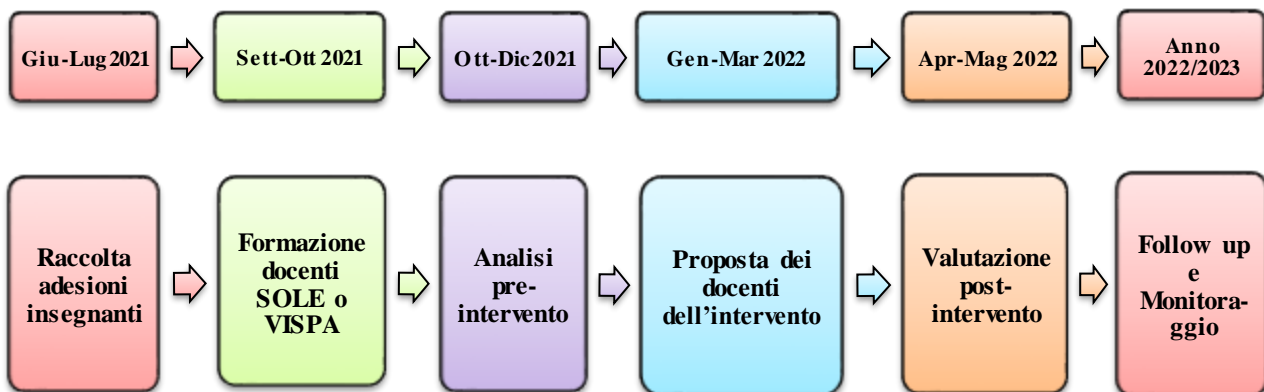 Giu-Lug 2021
Sett-Ott 2021
Ott-Dic 2021
Gen-Mar 2022
Apr-Mag 2022
Anno
2022/2023
Raccolta
adesioni
insegnanti
Formazione
docenti
SOLE o
VISPA
Analisi
pre-
intervento
Proposta dei
docenti
dell’intervento
Valutazione
post-
intervento
Follow up
e
Monitora-
ggio